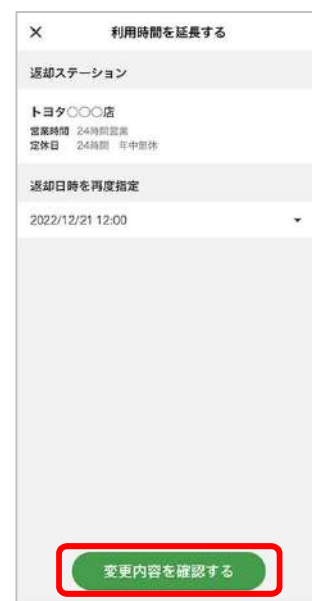 × 利用時間を延長する
返却ステーション
トヨタ○○○店
営業時間 24時間営業
定休日 24時間 年中無休
返却日時を再度指定
2022/12/21 12:00
変更内容を確認する